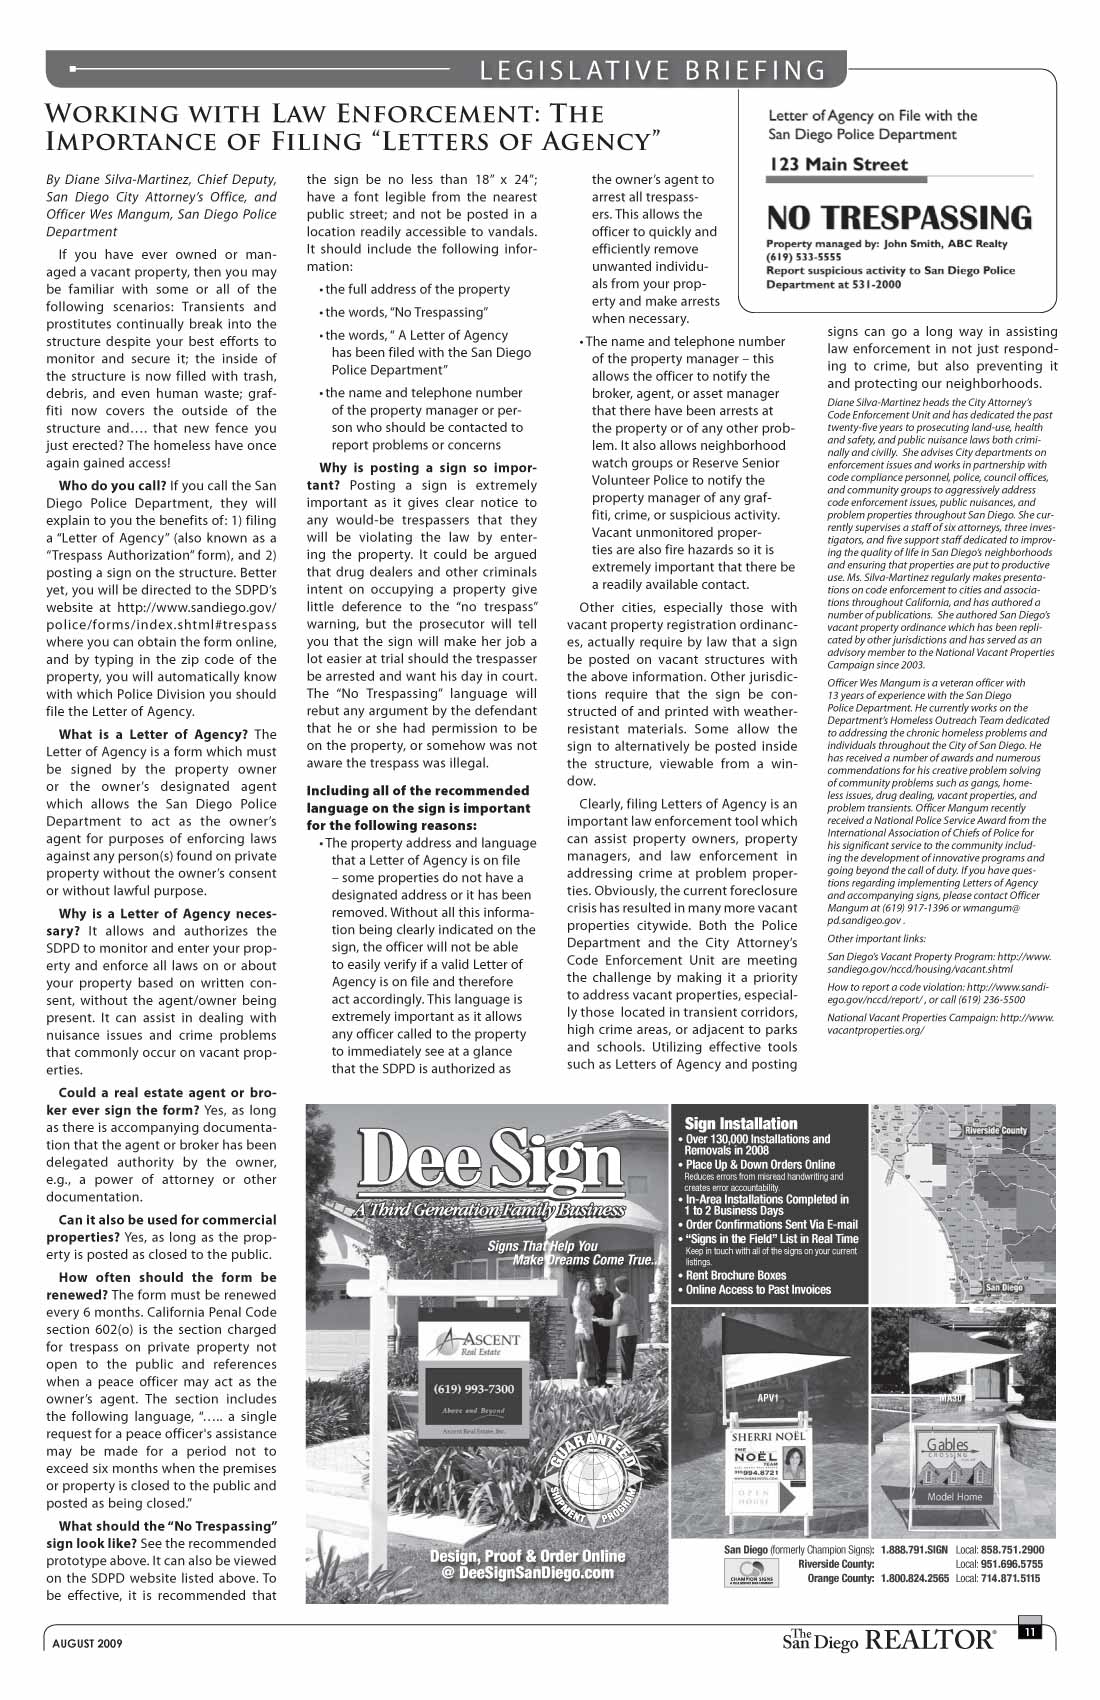 LEGISLATIVE BRIEFING
WORKING WITH LAW ENFORCEMENT: THE
IMPORTANCE OF FILING “LETTERS OF AGENCY”
By Diane Silva-Martinez, Chief Deputy,
San Diego City Attorney’s Office, and
Officer Wes Mangum, San Diego Police
Department
If you have ever owned or man-
aged a vacant property, then you may
be familiar with some or all of the
following scenarios: Transients and
prostitutes continually break into the
structure despite your best efforts to
monitor and secure it; the inside of
the structure is now filled with trash,
debris, and even human waste; graf-
fiti now covers the outside of the
structure and…. that new fence you
just erected? The homeless have once
again gained access!
Who do you call? If you call the San
Diego Police Department, they will
explain to you the benefits of: 1) filing
a “Letter of Agency” (also known as a
“Trespass Authorization” form), and 2)
posting a sign on the structure. Better
yet, you will be directed to the SDPD’s
website at http://www.sandiego.gov/
police/forms/index.shtml#trespass
where you can obtain the form online,
and by typing in the zip code of the
property, you will automatically know
with which Police Division you should
file the Letter of Agency.
What is a Letter of Agency? The
Letter of Agency is a form which must
be signed by the property owner
or the owner’s designated agent
which allows the San Diego Police
Department to act as the owner’s
agent for purposes of enforcing laws
against any person(s) found on private
property without the owner’s consent
or without lawful purpose.
Why is a Letter of Agency neces-
sary? It allows and authorizes the
SDPD to monitor and enter your prop-
erty and enforce all laws on or about
your property based on written con-
sent, without the agent/owner being
present. It can assist in dealing with
nuisance issues and crime problems
that commonly occur on vacant prop-
erties.
Could a real estate agent or bro-
ker ever sign the form? Yes, as long
as there is accompanying documenta-
tion that the agent or broker has been
delegated authority by the owner,
e.g., a power of attorney or other
documentation.
Can it also be used for commercial
properties? Yes, as long as the prop-
erty is posted as closed to the public.
How often should the form be
renewed? The form must be renewed
every 6 months. California Penal Code
section 602(o) is the section charged
for trespass on private property not
open to the public and references
when a peace officer may act as the
owner’s agent. The section includes
the following language, “….. a single
request for a peace officer's assistance
may be made for a period not to
exceed six months when the premises
or property is closed to the public and
posted as being closed.”
What should the “No Trespassing”
sign look like? See the recommended
prototype above. It can also be viewed
on the SDPD website listed above. To
be effective, it is recommended that
the sign be no less than 18” x 24”;
have a font legible from the nearest
public street; and not be posted in a
location readily accessible to vandals.
It should include the following infor-
mation:
• the full address of the property
• the words, “No Trespassing”
• the words, “ A Letter of Agency
has been filed with the San Diego
Police Department”
• the name and telephone number
of the property manager or per-
son who should be contacted to
report problems or concerns
Why is posting a sign so impor-
tant? Posting a sign is extremely
important as it gives clear notice to
any would-be trespassers that they
will be violating the law by enter-
ing the property. It could be argued
that drug dealers and other criminals
intent on occupying a property give
little deference to the “no trespass”
warning, but the prosecutor will tell
you that the sign will make her job a
lot easier at trial should the trespasser
be arrested and want his day in court.
The “No Trespassing” language will
rebut any argument by the defendant
that he or she had permission to be
on the property, or somehow was not
aware the trespass was illegal.
Including all of the recommended
language on the sign is important
for the following reasons:
• The property address and language
that a Letter of Agency is on file
– some properties do not have a
designated address or it has been
removed. Without all this informa-
tion being clearly indicated on the
sign, the officer will not be able
to easily verify if a valid Letter of
Agency is on file and therefore
act accordingly. This language is
extremely important as it allows
any officer called to the property
to immediately see at a glance
that the SDPD is authorized as
the owner’s agent to
arrest all trespass-
ers. This allows the
officer to quickly and
efficiently remove
unwanted individu-
als from your prop-
erty and make arrests
when necessary.
• The name and telephone number
of the property manager – this
allows the officer to notify the
broker, agent, or asset manager
that there have been arrests at
the property or of any other prob-
lem. It also allows neighborhood
watch groups or Reserve Senior
Volunteer Police to notify the
property manager of any graf-
fiti, crime, or suspicious activity.
Vacant unmonitored proper-
ties are also fire hazards so it is
extremely important that there be
a readily available contact.
Other cities, especially those with
vacant property registration ordinanc-
es, actually require by law that a sign
be posted on vacant structures with
the above information. Other jurisdic-
tions require that the sign be con-
structed of and printed with weather-
resistant materials. Some allow the
sign to alternatively be posted inside
the structure, viewable from a win-
dow.
Clearly, filing Letters of Agency is an
important law enforcement tool which
can assist property owners, property
managers, and law enforcement in
addressing crime at problem proper-
ties. Obviously, the current foreclosure
crisis has resulted in many more vacant
properties citywide. Both the Police
Department and the City Attorney’s
Code Enforcement Unit are meeting
the challenge by making it a priority
to address vacant properties, especial-
ly those located in transient corridors,
high crime areas, or adjacent to parks
and schools. Utilizing effective tools
such as Letters of Agency and posting
Letter of Agency on File with the
San Diego Police Department
123 Main Street
NO TRESPASSING
Property managed by: John Smith, ABC Realty
(619) 533-5555
Report suspicious activity to San Diego Police
Department at 531-2000
signs can go a long way in assisting
law enforcement in not just respond-
ing to crime, but also preventing it
and protecting our neighborhoods.
Diane Silva-Martinez heads the City Attorney’s
Code Enforcement Unit and has dedicated the past
twenty-five years to prosecuting land-use, health
and safety, and public nuisance laws both crimi-
nally and civilly. She advises City departments on
enforcement issues and works in partnership with
code compliance personnel, police, council offices,
and community groups to aggressively address
code enforcement issues, public nuisances, and
problem properties throughout San Diego. She cur-
rently supervises a staff of six attorneys, three inves-
tigators, and five support staff dedicated to improv-
ing the quality of life in San Diego’s neighborhoods
and ensuring that properties are put to productive
use. Ms. Silva-Martinez regularly makes presenta-
tions on code enforcement to cities and associa-
tions throughout California, and has authored a
number of publications. She authored San Diego’s
vacant property ordinance which has been repli-
cated by other jurisdictions and has served as an
advisory member to the National Vacant Properties
Campaign since 2003.
Officer Wes Mangum is a veteran officer with
13 years of experience with the San Diego
Police Department. He currently works on the
Department’s Homeless Outreach Team dedicated
to addressing the chronic homeless problems and
individuals throughout the City of San Diego. He
has received a number of awards and numerous
commendations for his creative problem solving
of community problems such as gangs, home-
less issues, drug dealing, vacant properties, and
problem transients. Officer Mangum recently
received a National Police Service Award from the
International Association of Chiefs of Police for
his significant service to the community includ-
ing the development of innovative programs and
going beyond the call of duty. If you have ques-
tions regarding implementing Letters of Agency
and accompanying signs, please contact Officer
Mangum at (619) 917-1396 or wmangum@
pd.sandigeo.gov .
Other important links:
San Diego’s Vacant Property Program: http://www.
sandiego.gov/nccd/housing/vacant.shtml
How to report a code violation: http://www.sandi-
ego.gov/nccd/report/ , or call (619) 236-5500
National Vacant Properties Campaign: http://www.
vacantproperties.org/
Dee Sign
A Third Generation Family Business
Signs That Help You
Make Dreams Come True...
ASCENT
Real Estate
(619) 993-7300
Above and Beyond
Ascent Real Estate, Inc.
GUARANTEED
SHIPMENT PROGRAM
Design, Proof & Order Online
@ DeeSignSanDiego.com
Sign Installation
• Over 130,000 Installations and
Removals in 2008
• Place Up & Down Orders Online
Reduces errors from misread handwriting and
creates error accountability.
• In-Area Installations Completed in
1 to 2 Business Days
• Order Confirmations Sent Via E-mail
• “Signs in the Field” List in Real Time
Keep in touch with all of the signs on your current
listings.
• Rent Brochure Boxes
• Online Access to Past Invoices
Riverside County
San Diego
APV1
SHERRI NOËL
THE
NOËL
TEAM
994.8721
OPEN
HOUSE
MA30
Gables
CROSSING
Model Home
San Diego (formerly Champion Signs): 1.888.791.SIGN Local: 858.751.2900
Riverside County: Local: 951.696.5755
Orange County: 1.800.824.2565 Local: 714.871.5115
CHAMPION SIGNS
AUGUST 2009
The San Diego REALTOR®
11